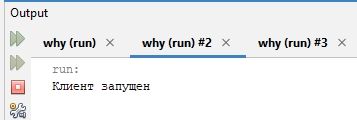 Output
why (run) × why (run) #2 × why (run) #3 ×
run:
Клиент запущен